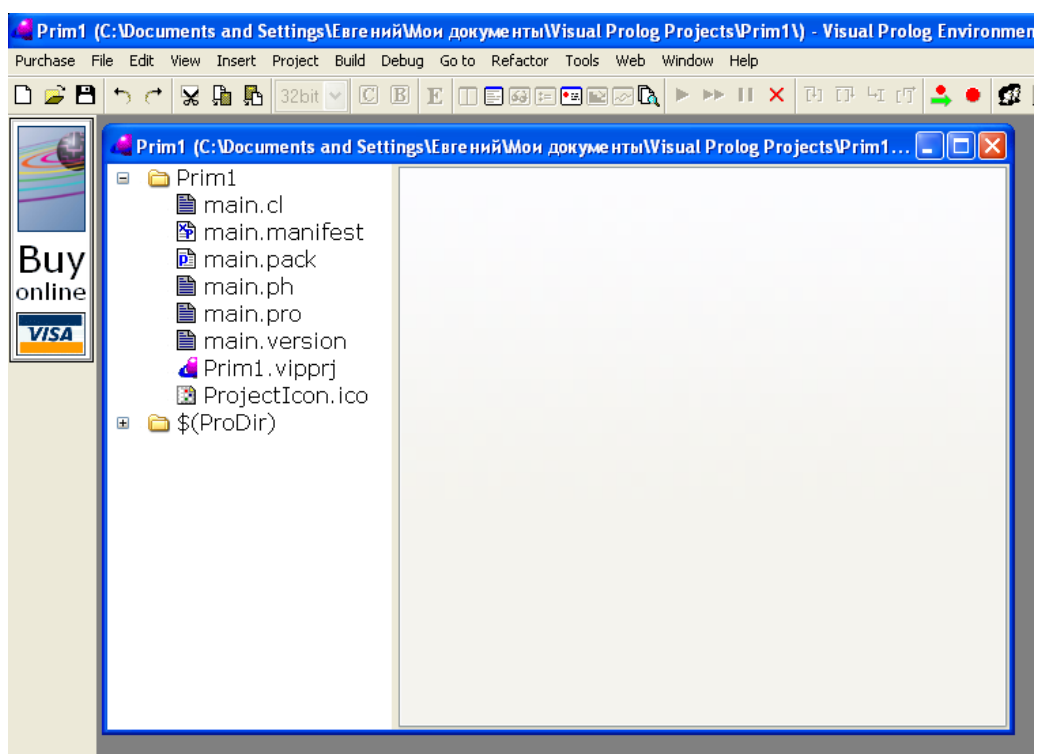 Prim1 (C:\Documents and Settings\Евгений\Мои документы\Visual Prolog Projects\Prim1\) - Visual Prolog Environmen
Purchase File Edit View Insert Project Build Debug Go to Refactor Tools Web Window Help
32bit C B E
Prim1 (C:\Documents and Settings\Евгений\Мои документы\Visual Prolog Projects\Prim1...
Prim1
main.cl
main.manifest
main.pack
main.ph
main.pro
main.version
Prim1.vipprj
ProjectIcon.ico
$(ProDir)
Buy
online
VISA